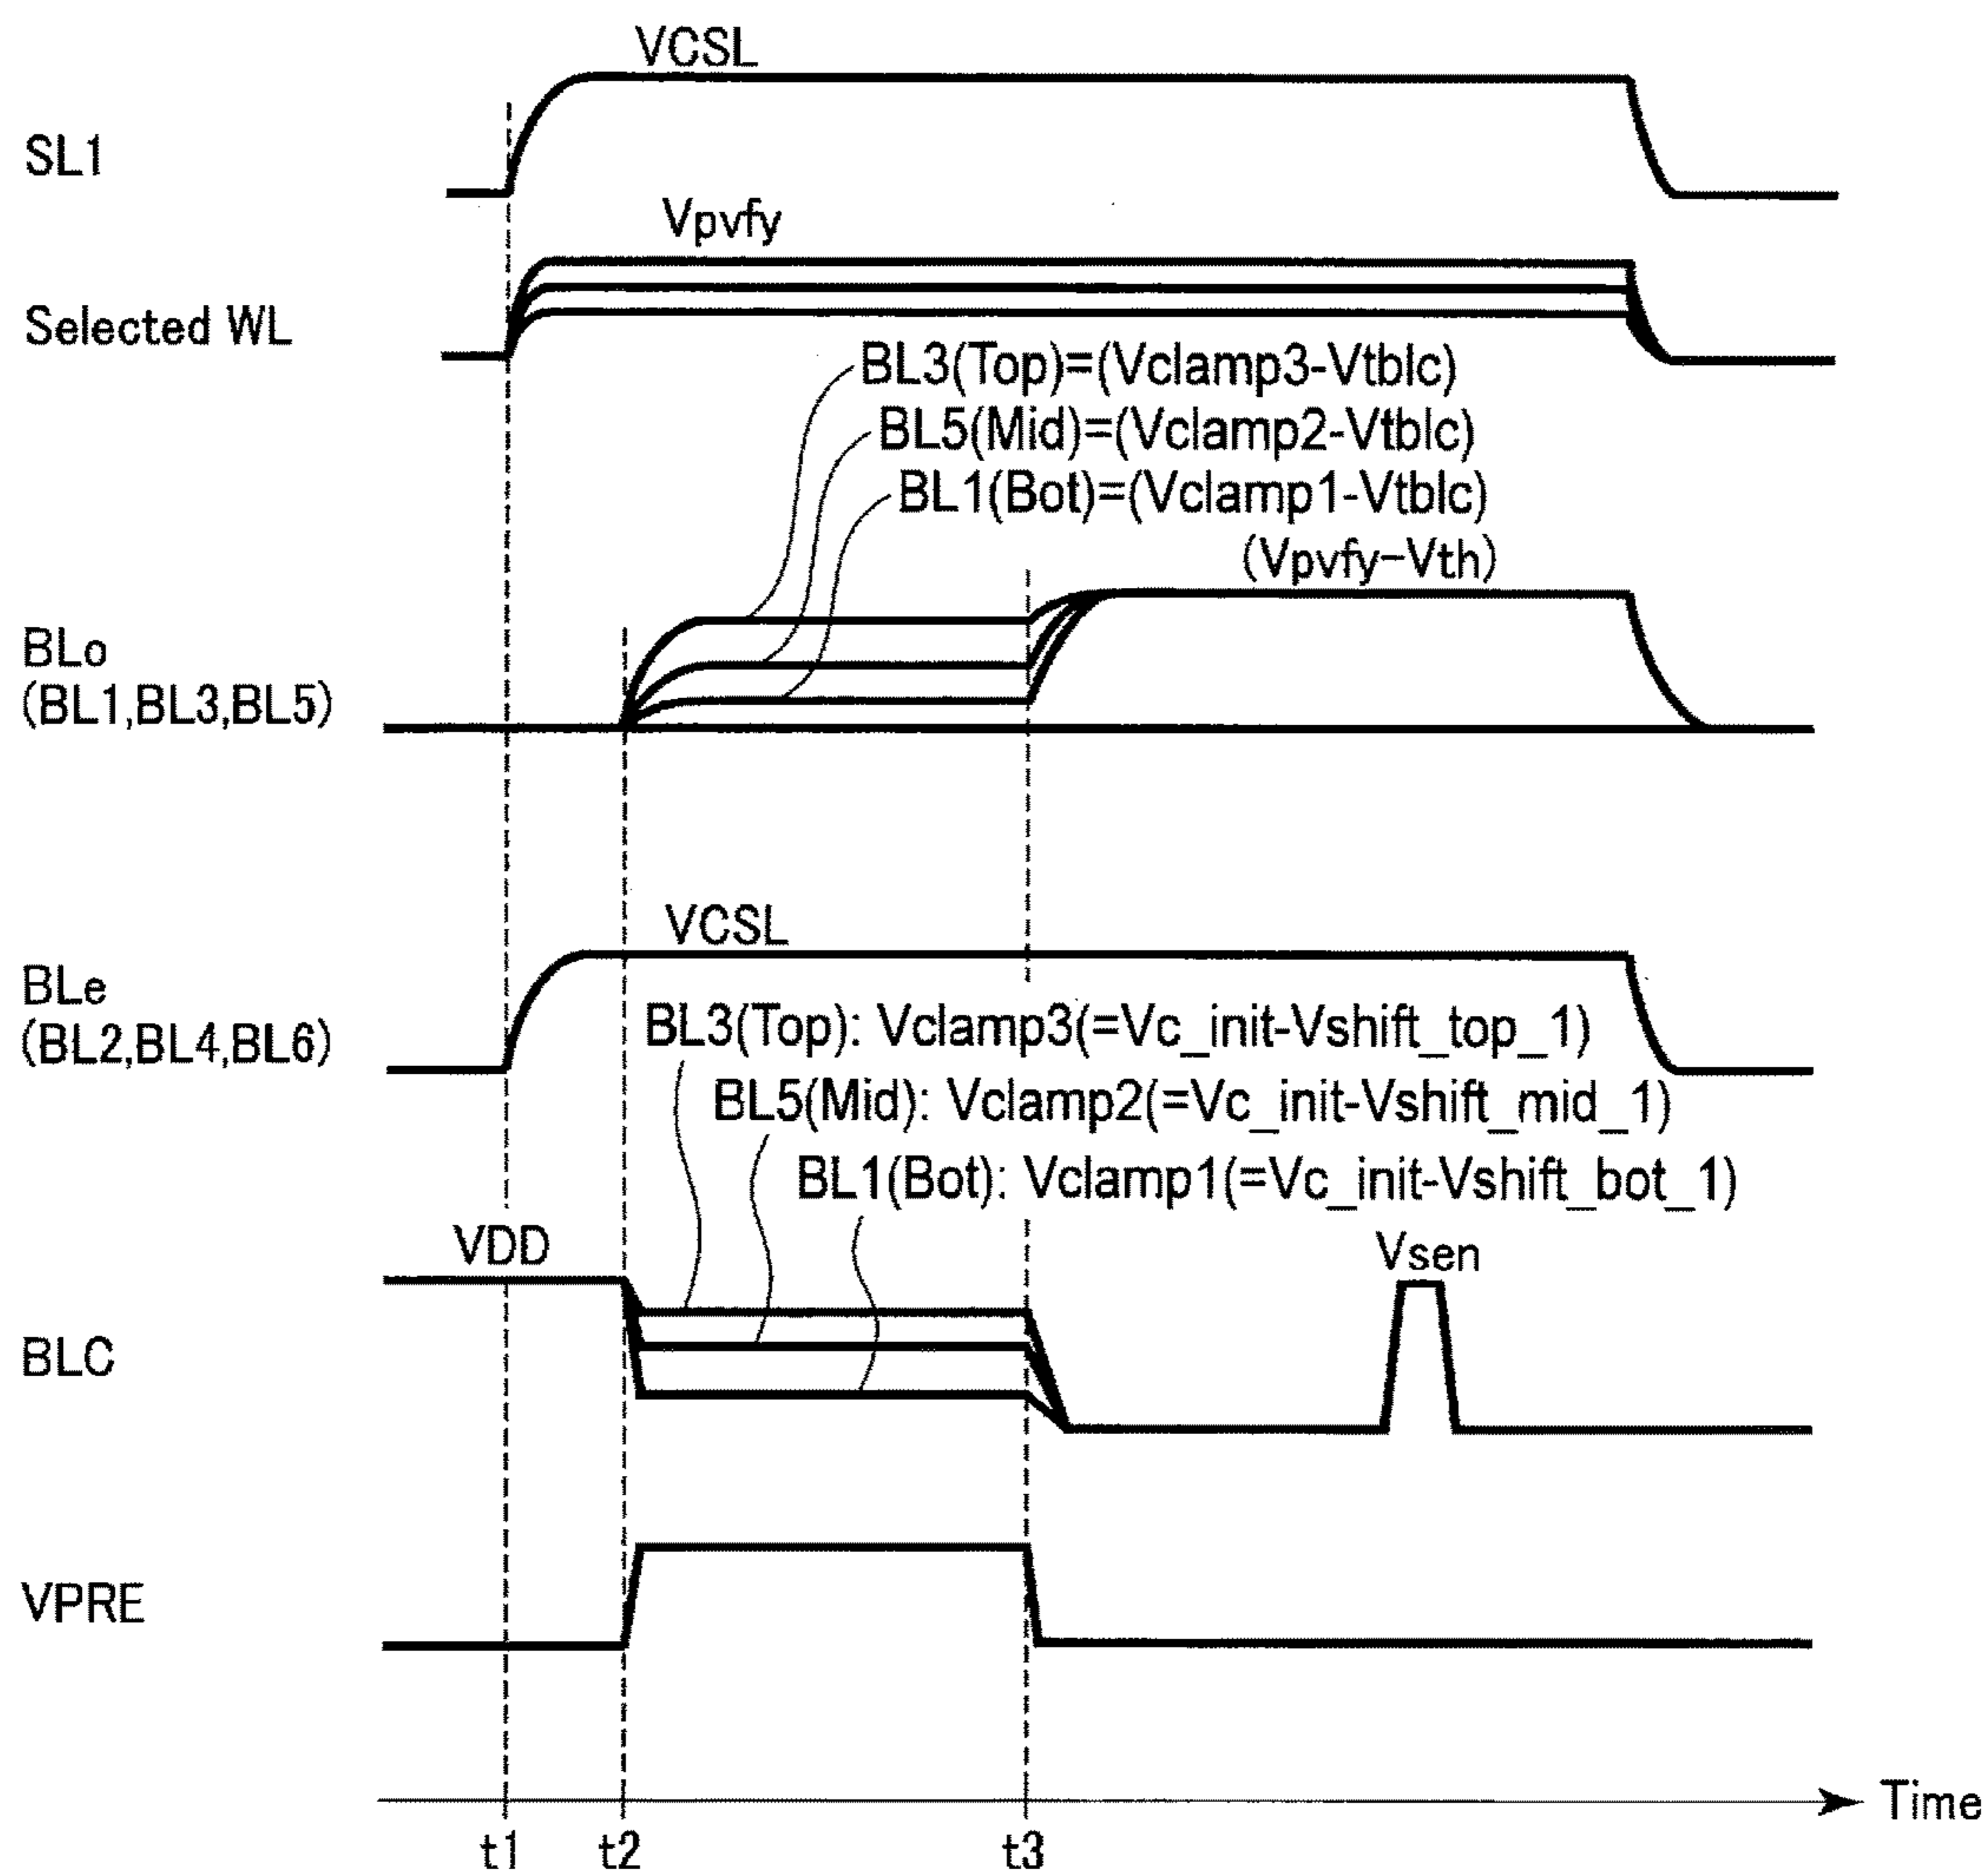 VCSL
SL1
Vpvfy
Selected WL
BL3(Top)=(Vclamp3-Vtblc)
BL5(Mid)=(Vclamp2-Vtblc)
BL1(Bot)=(Vclamp1-Vtblc)
(Vpvfy-Vth)
BLo
(BL1,BL3,BL5)
VCSL
BLe
(BL2,BL4,BL6)
BL3(Top): Vclamp3(=Vc_init-Vshift_top_1)
BL5(Mid): Vclamp2(=Vc_init-Vshift_mid_1)
BL1(Bot): Vclamp1(=Vc_init-Vshift_bot_1)
VDD
Vsen
BLC
VPRE
Time
t1 t2 t3